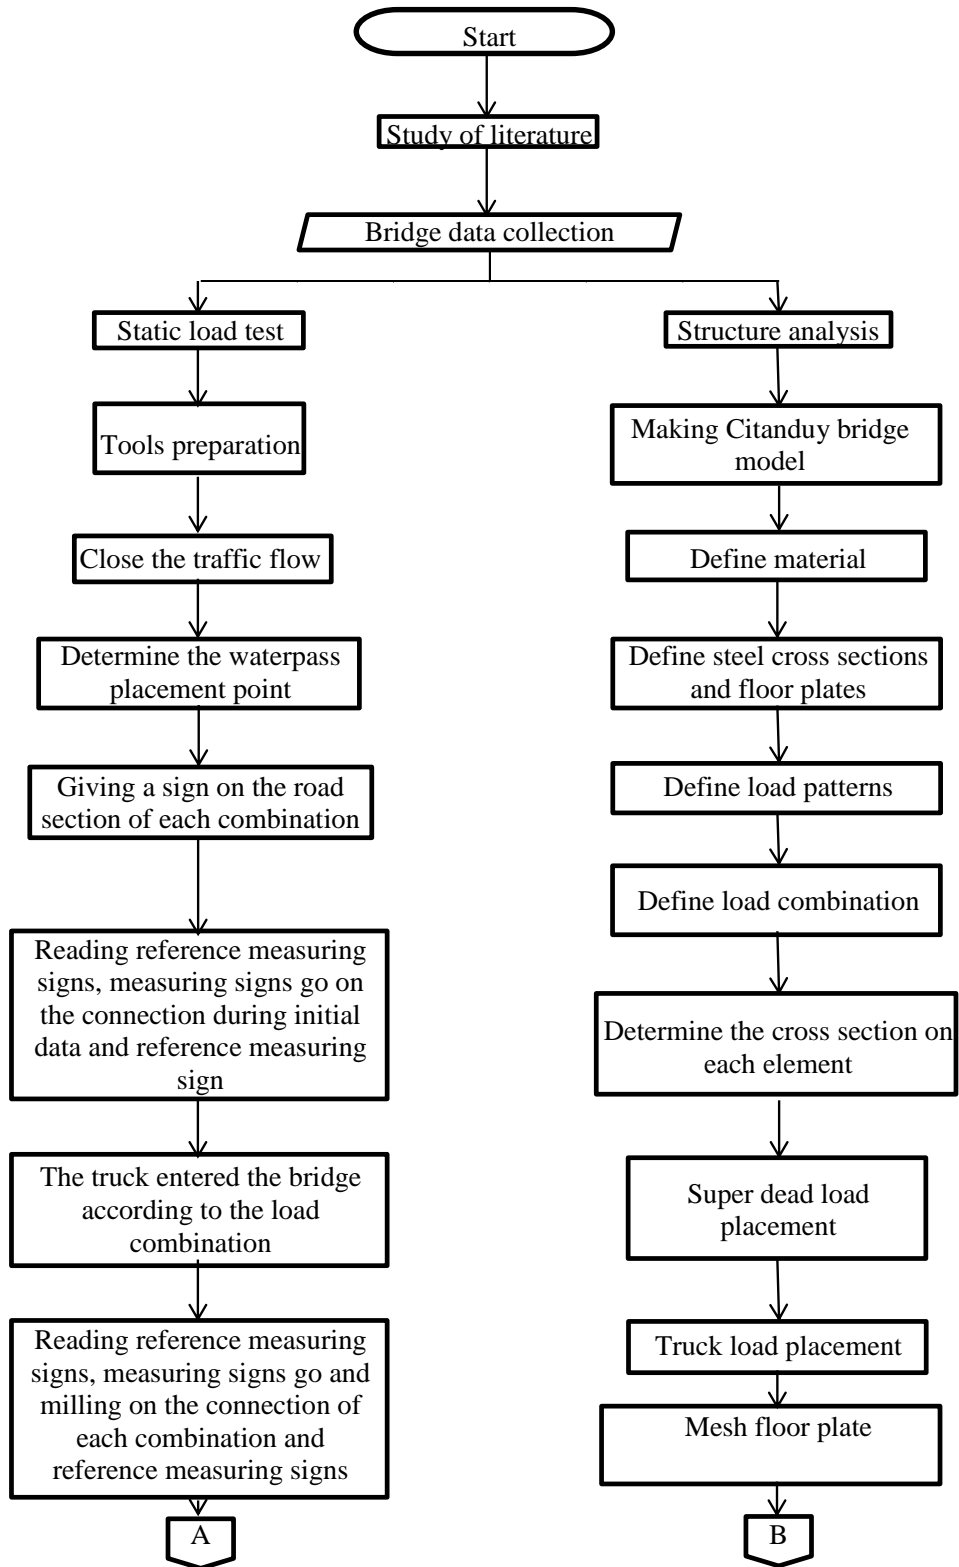 Start
Study of literature
Bridge data collection
Static load test
Tools preparation
Close the traffic flow
Determine the waterpass
placement point
Giving a sign on the road
section of each combination
Reading reference measuring
signs, measuring signs go on
the connection during initial
data and reference measuring
sign
The truck entered the bridge
according to the load
combination
Reading reference measuring
signs, measuring signs go and
milling on the connection of
each combination and
reference measuring signs
A
Structure analysis
Making Citanduy bridge
model
Define material
Define steel cross sections
and floor plates
Define load patterns
Define load combination
Determine the cross section on
each element
Super dead load
placement
Truck load placement
Mesh floor plate
B